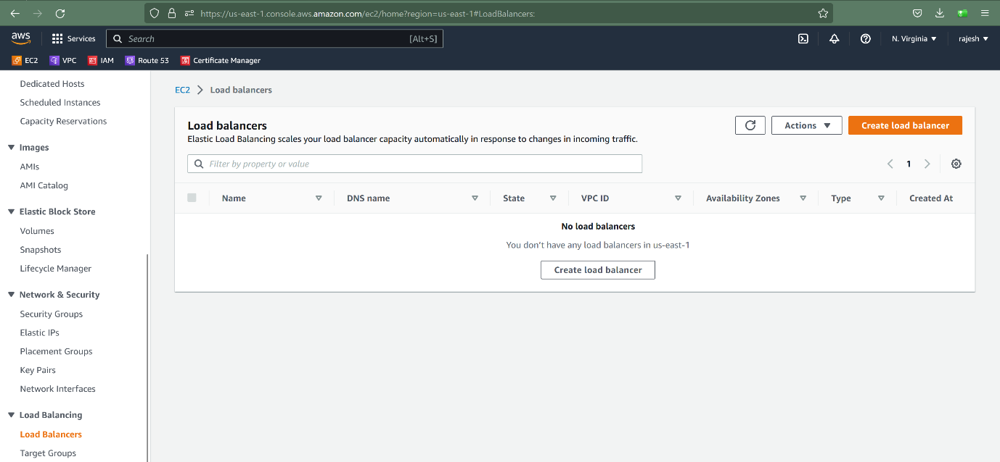 https://us-east-1.console.aws.amazon.com/ec2/home?region=us-east-1#LoadBalancers:
aws Services Search [Alt+S] N. Virginia rajesh
EC2 VPC IAM Route 53 Certificate Manager
Dedicated Hosts
Scheduled Instances
Capacity Reservations
Images
AMIs
AMI Catalog
Elastic Block Store
Volumes
Snapshots
Lifecycle Manager
Network & Security
Security Groups
Elastic IPs
Placement Groups
Key Pairs
Network Interfaces
Load Balancing
Load Balancers
Target Groups
EC2 Load balancers
Load balancers
Elastic Load Balancing scales your load balancer capacity automatically in response to changes in incoming traffic.
Actions Create load balancer
Filter by property or value
1
Name DNS name State VPC ID Availability Zones Type Created At
No load balancers
You don't have any load balancers in us-east-1
Create load balancer